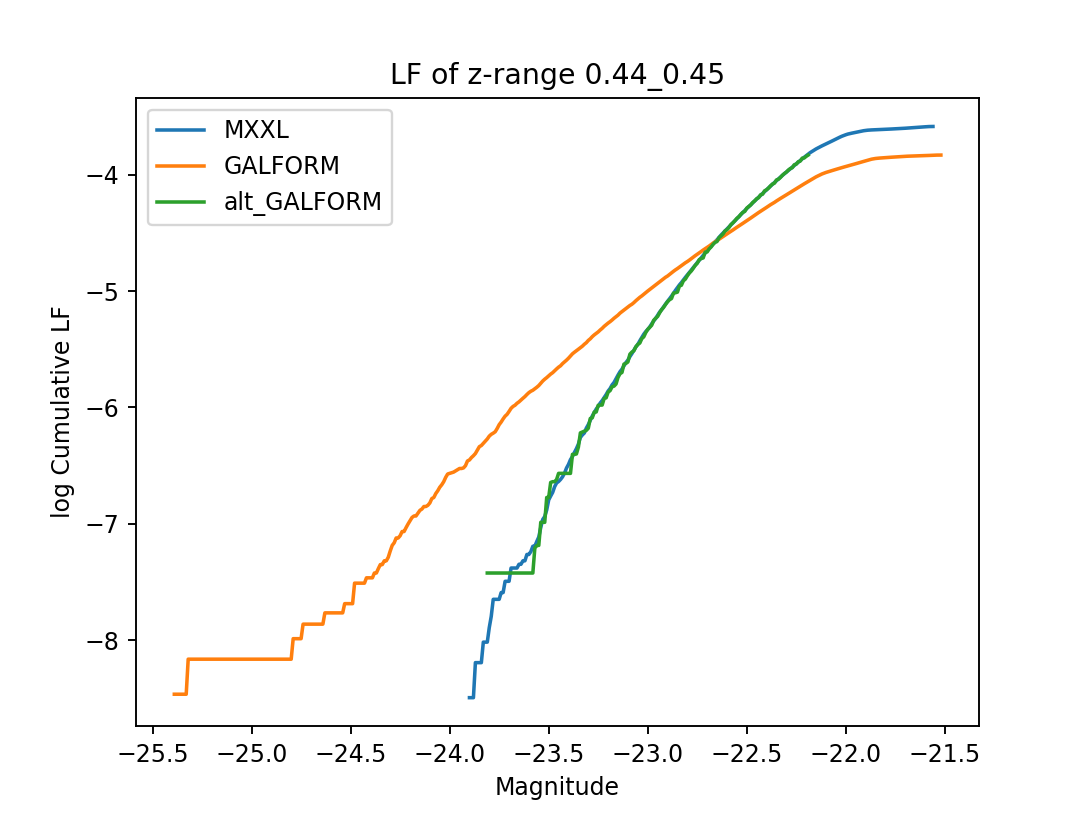 LF of z-range 0.44_0.45
MXXL
GALFORM
alt_GALFORM
log Cumulative LF
−4
−5
−6
−7
−8
−25.5 −25.0 −24.5 −24.0 −23.5 −23.0 −22.5 −22.0 −21.5
Magnitude